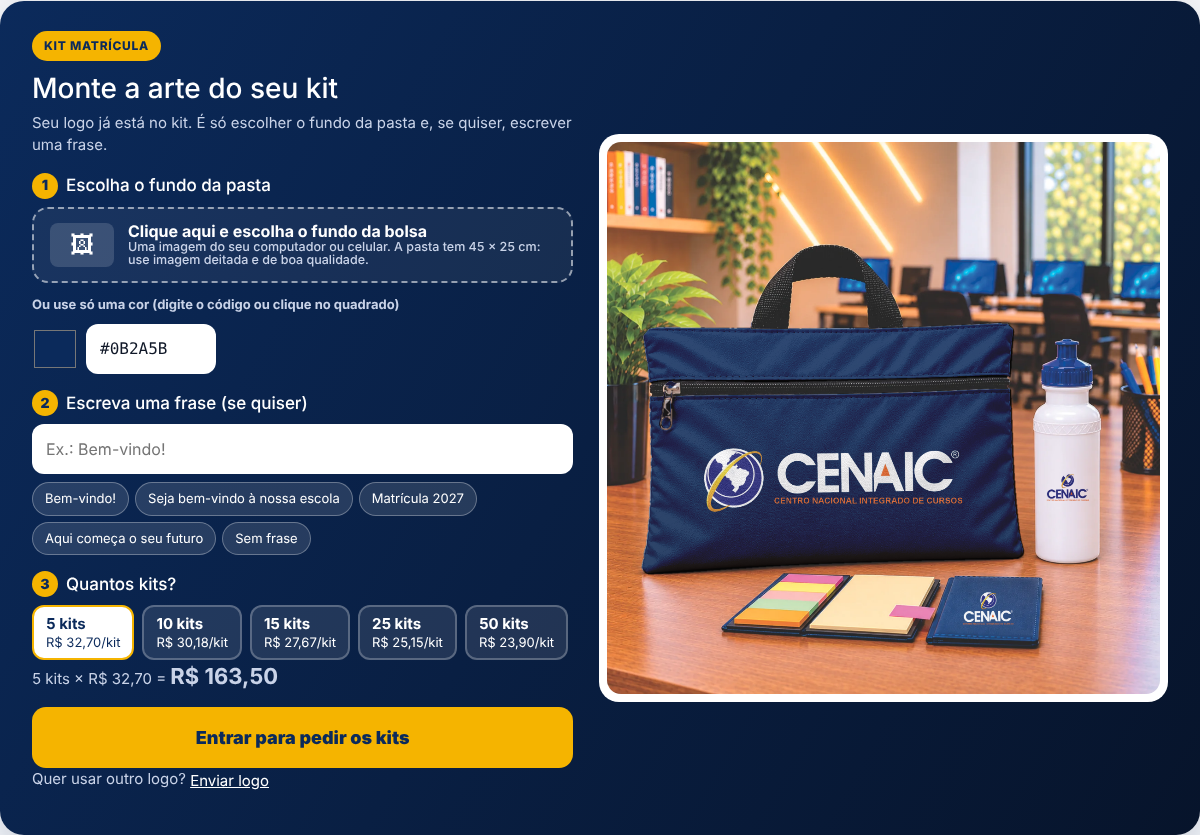 KIT MATRÍCULA
Monte a arte do seu kit
Seu logo já está no kit. É só escolher o fundo da pasta e, se quiser, escrever
uma frase.
1 Escolha o fundo da pasta
Clique aqui e escolha o fundo da bolsa
Uma imagem do seu computador ou celular. A pasta tem 45 × 25 cm:
use imagem deitada e de boa qualidade.
Ou use só uma cor (digite o código ou clique no quadrado)
#0B2A5B
2 Escreva uma frase (se quiser)
Ex.: Bem-vindo!
Bem-vindo! Seja bem-vindo à nossa escola Matrícula 2027
Aqui começa o seu futuro Sem frase
3 Quantos kits?
5 kits 10 kits 15 kits 25 kits 50 kits
R$ 32,70/kit R$ 30,18/kit R$ 27,67/kit R$ 25,15/kit R$ 23,90/kit
5 kits × R$ 32,70 = R$ 163,50
Entrar para pedir os kits
Quer usar outro logo? Enviar logo
CENAIC®
CENTRO NACIONAL INTEGRADO DE CURSOS
CENAIC
CENAIC